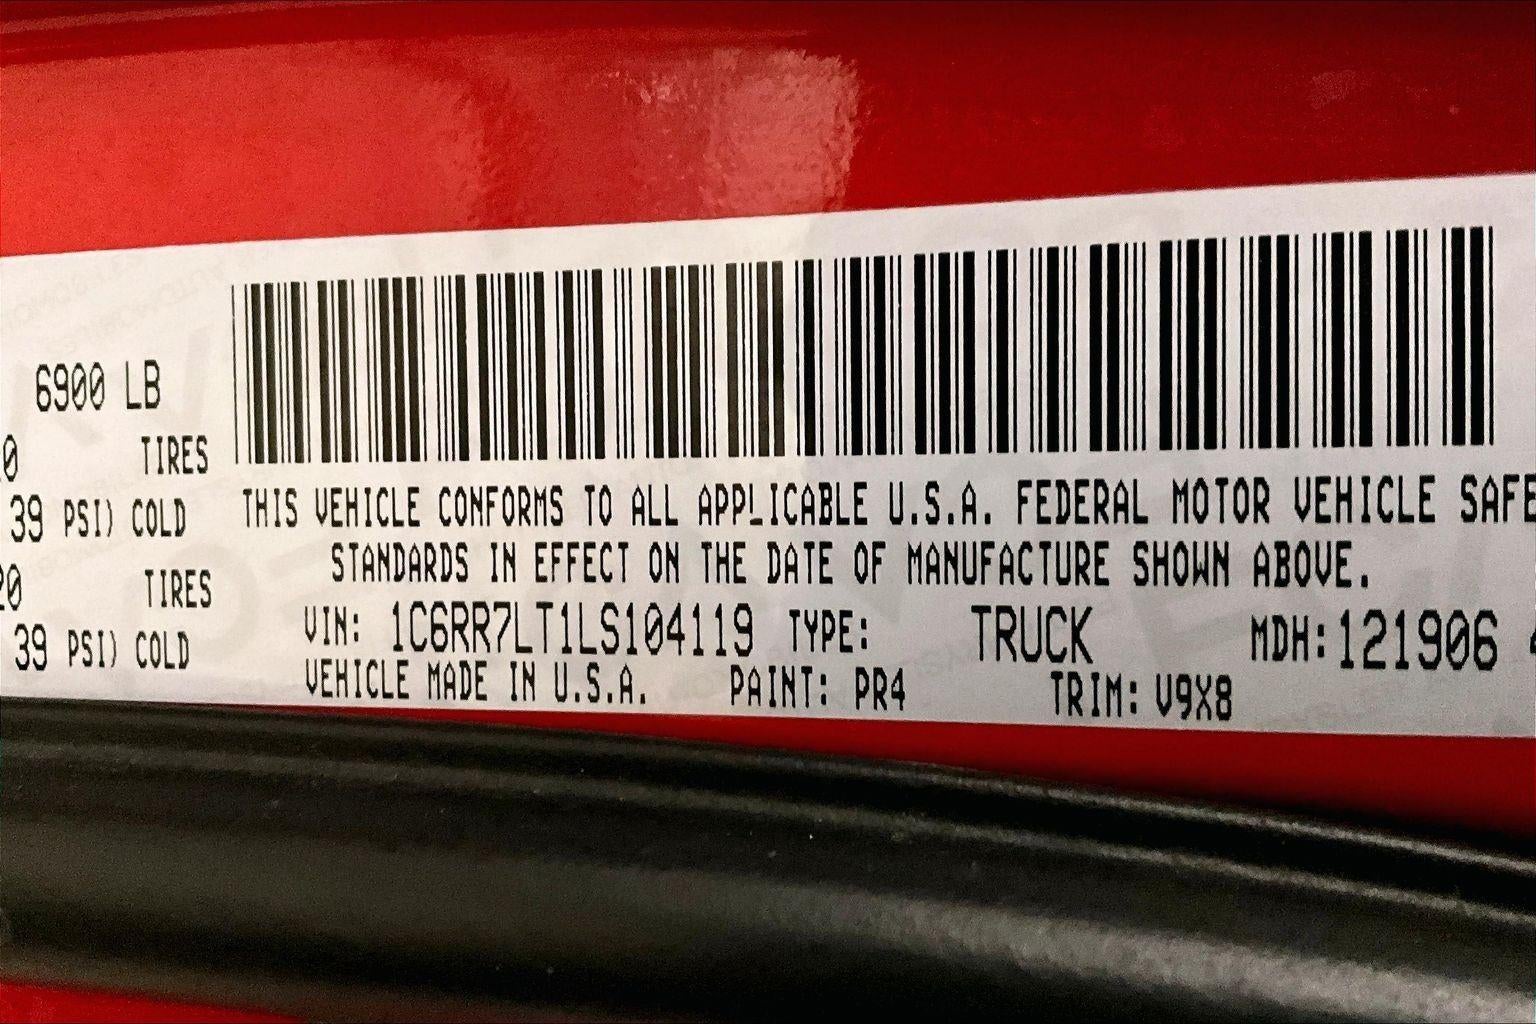 6900 LB
0 TIRES
39 PSI) COLD
20 TIRES
39 PSI) COLD
THIS VEHICLE CONFORMS TO ALL APPLICABLE U.S.A. FEDERAL MOTOR VEHICLE SAFE
STANDARDS IN EFFECT ON THE DATE OF MANUFACTURE SHOWN ABOVE.
VIN: 1C6RR7LT1LS104119 TYPE: TRUCK MDH: 121906
VEHICLE MADE IN U.S.A. PAINT: PR4 TRIM: V9X8